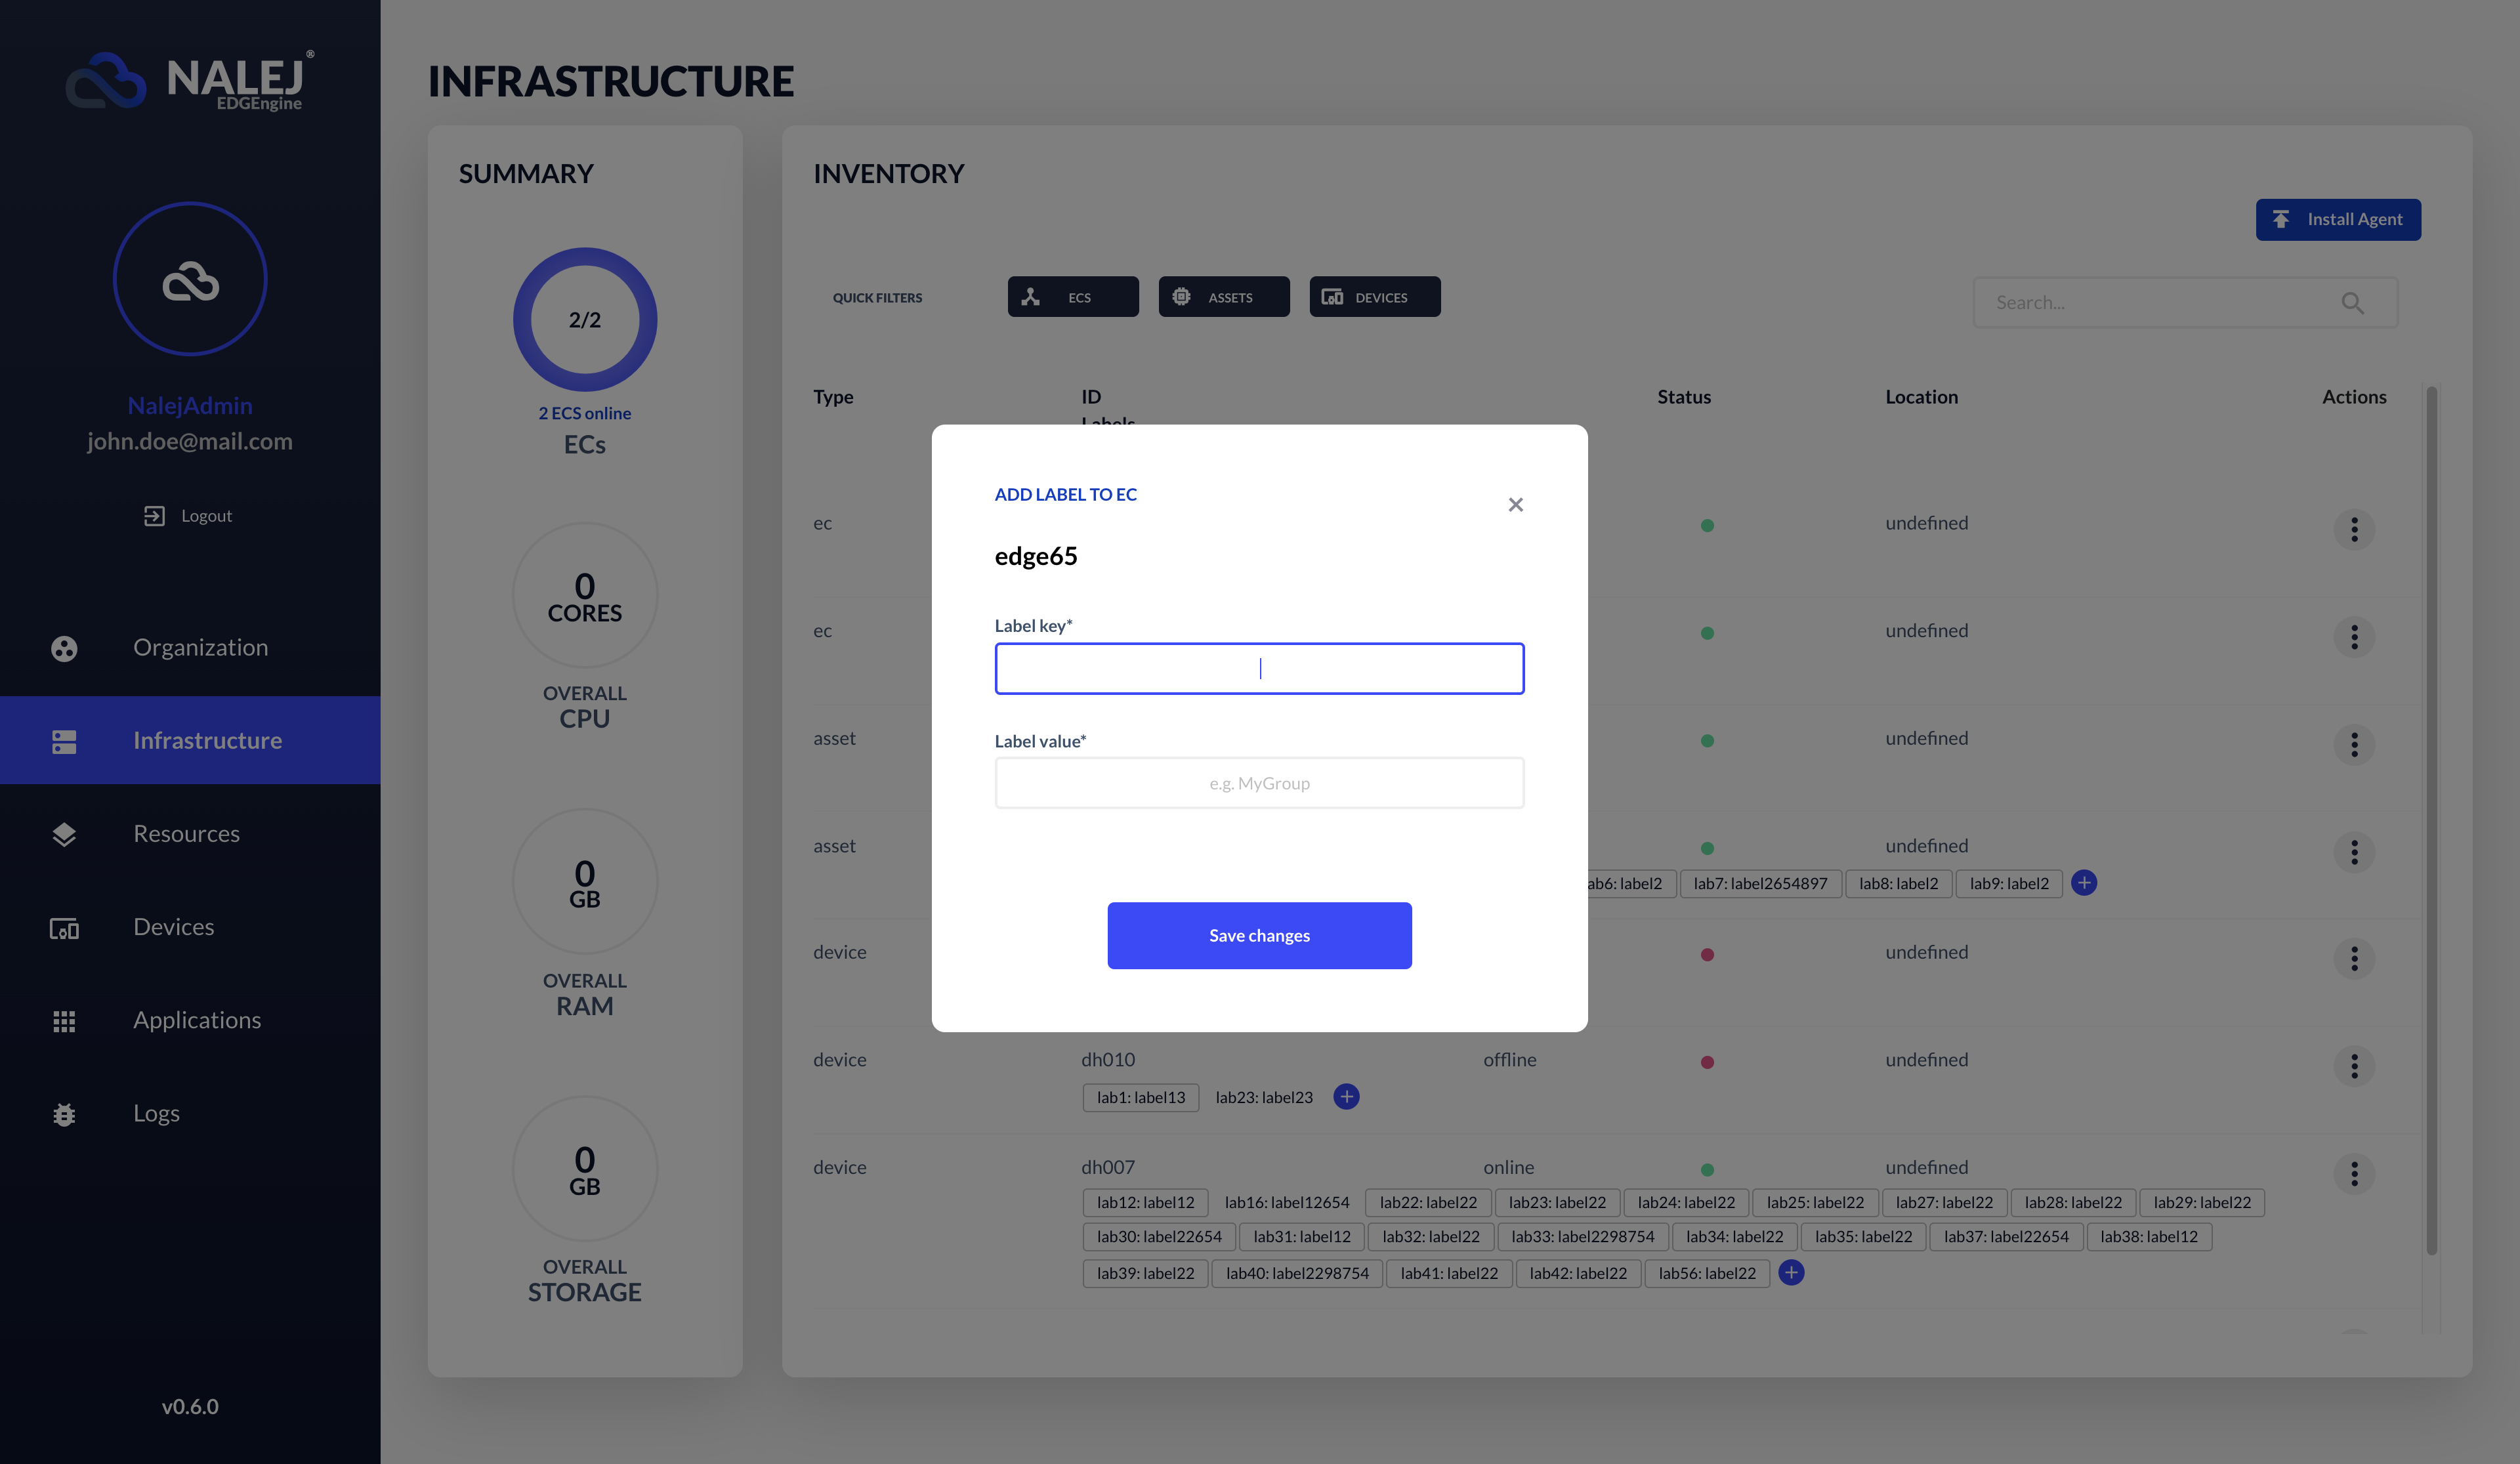 NALEJ®
EDGEngine
NalejAdmin
john.doe@mail.com
Logout
Organization
Infrastructure
Resources
Devices
Applications
Logs
v0.6.0
INFRASTRUCTURE
SUMMARY
2/2
2 ECS online
ECs
0
CORES
OVERALL
CPU
0
GB
OVERALL
RAM
0
GB
OVERALL
STORAGE
INVENTORY
Install Agent
QUICK FILTERS ECS ASSETS DEVICES Search...
Type ID Status Location Actions
Labels
ec undefined
ec undefined
asset undefined
asset undefined
ab6: label2 lab7: label2654897 lab8: label2 lab9: label2 +
device undefined
device dh010 offline undefined
lab1: label13 lab23: label23 +
device dh007 online undefined
lab12: label12 lab16: label12654 lab22: label22 lab23: label22 lab24: label22 lab25: label22 lab27: label22 lab28: label22 lab29: label22
lab30: label22654 lab31: label12 lab32: label22 lab33: label2298754 lab34: label22 lab35: label22 lab37: label22654 lab38: label12
lab39: label22 lab40: label2298754 lab41: label22 lab42: label22 lab56: label22 +
ADD LABEL TO EC
×
edge65
Label key*
Label value*
e.g. MyGroup
Save changes